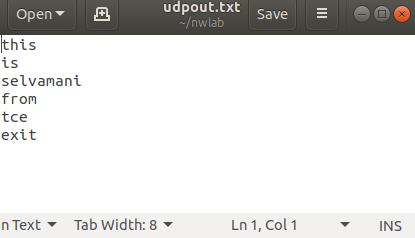 Open udpout.txt Save
~/nwlab
this
is
selvamani
from
tce
exit
n Text Tab Width: 8 Ln 1, Col 1 INS